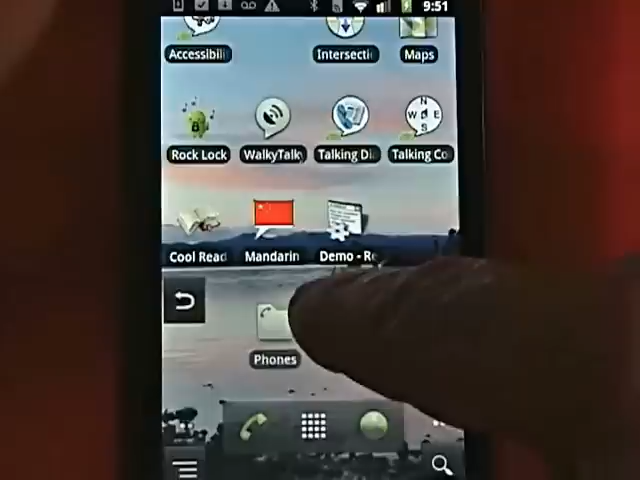 9:51
Accessibili
Intersecti
Maps
N
W E
S
Rock Lock
WalkyTalky
Talking Di
Talking Co
Cool Read
Mandarin
Demo - Re
Phones